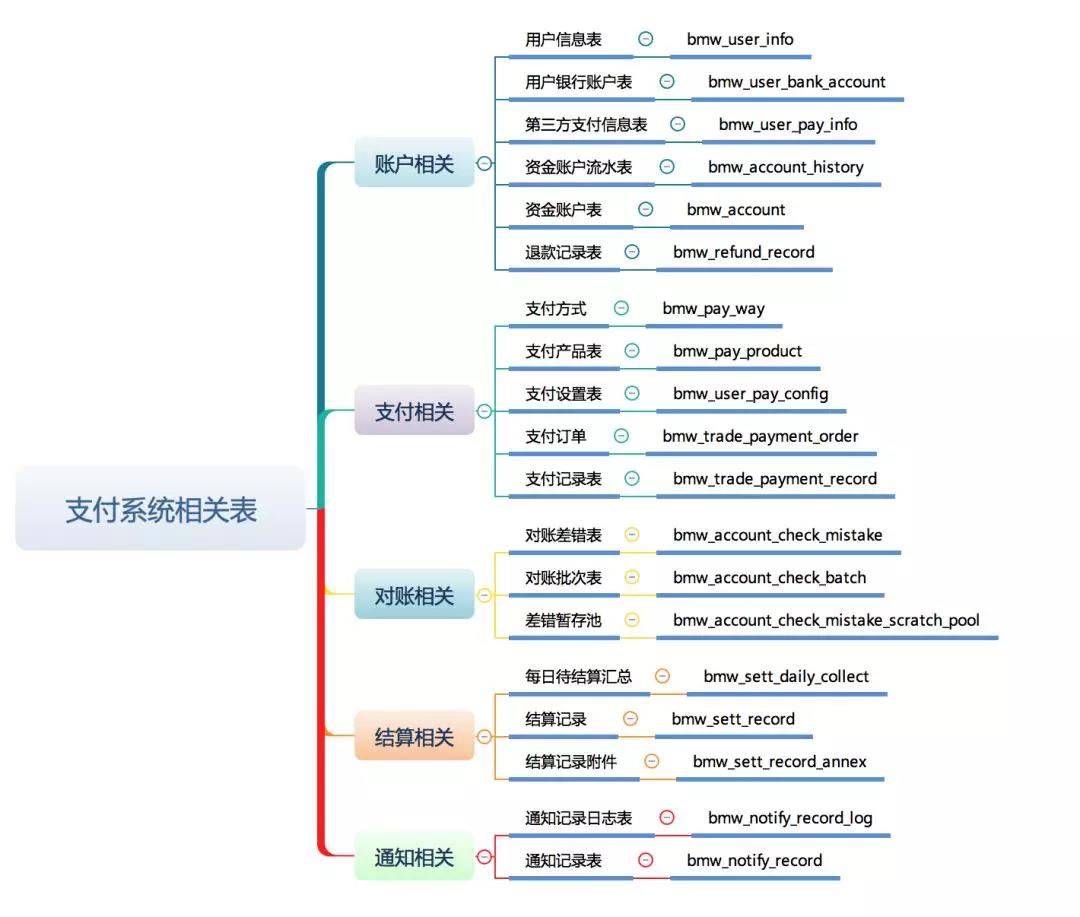 支付系统相关表
账户相关
用户信息表 bmw_user_info
用户银行账户表 bmw_user_bank_account
第三方支付信息表 bmw_user_pay_info
资金账户流水表 bmw_account_history
资金账户表 bmw_account
退款记录表 bmw_refund_record
支付相关
支付方式 bmw_pay_way
支付产品表 bmw_pay_product
支付设置表 bmw_user_pay_config
支付订单 bmw_trade_payment_order
支付记录表 bmw_trade_payment_record
对账相关
对账差错表 bmw_account_check_mistake
对账批次表 bmw_account_check_batch
差错暂存池 bmw_account_check_mistake_scratch_pool
结算相关
每日待结算汇总 bmw_sett_daily_collect
结算记录 bmw_sett_record
结算记录附件 bmw_sett_record_annex
通知相关
通知记录日志表 bmw_notify_record_log
通知记录表 bmw_notify_record